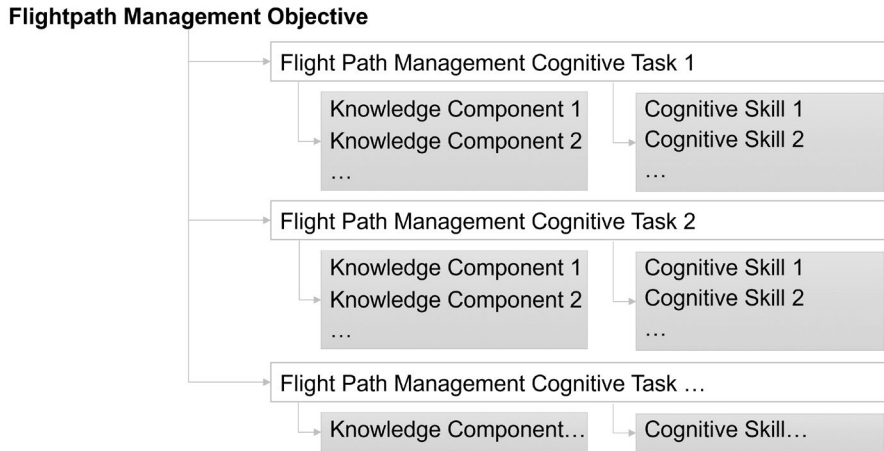 Flightpath Management Objective
Flight Path Management Cognitive Task 1
Knowledge Component 1
Knowledge Component 2
…
Cognitive Skill 1
Cognitive Skill 2
…
Flight Path Management Cognitive Task 2
Knowledge Component 1
Knowledge Component 2
…
Cognitive Skill 1
Cognitive Skill 2
…
Flight Path Management Cognitive Task …
Knowledge Component…
Cognitive Skill…